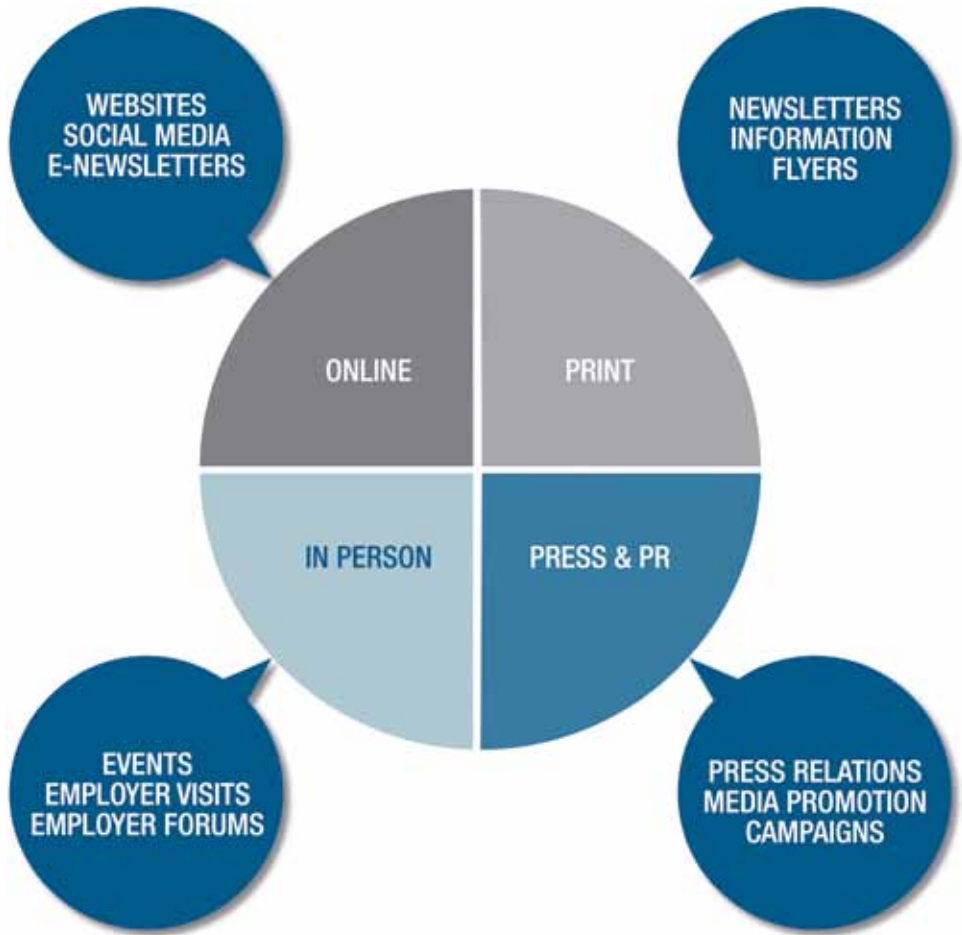 WEBSITES
SOCIAL MEDIA
E-NEWSLETTERS
NEWSLETTERS
INFORMATION
FLYERS
ONLINE
PRINT
IN PERSON
PRESS & PR
EVENTS
EMPLOYER VISITS
EMPLOYER FORUMS
PRESS RELATIONS
MEDIA PROMOTION
CAMPAIGNS